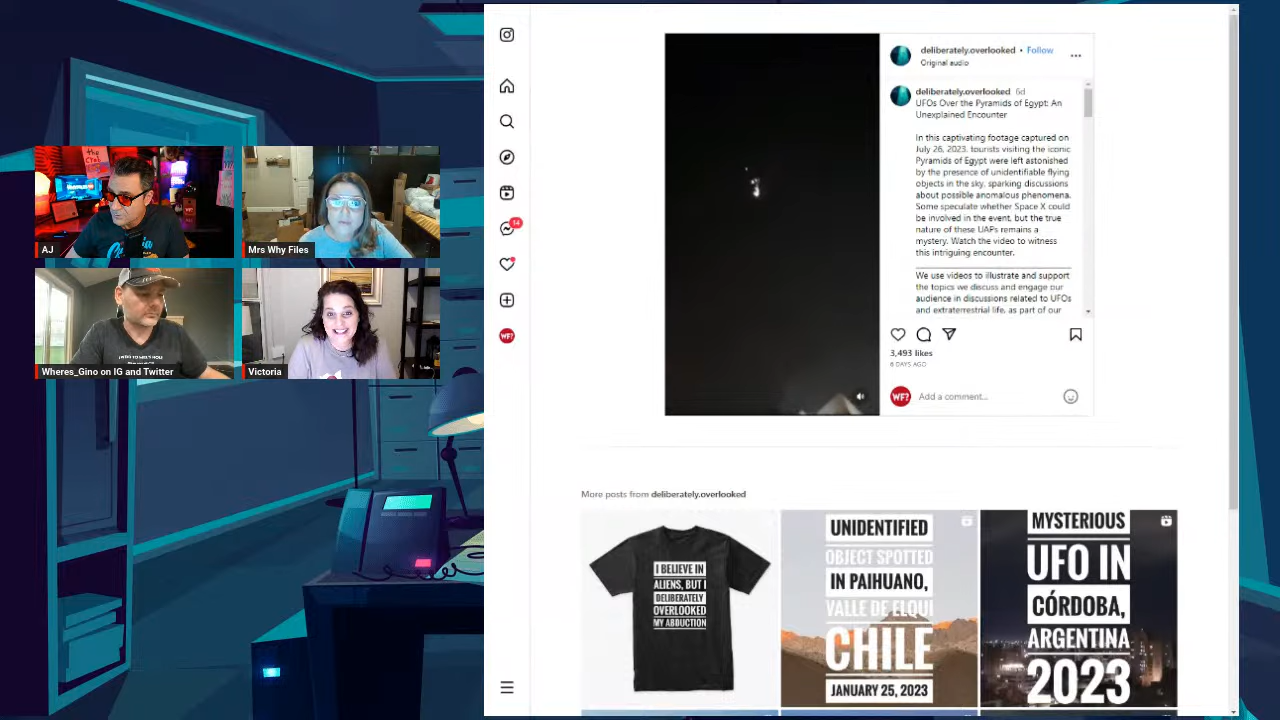 AJ
Mrs Why Files
Wheres_Gino on IG and Twitter
Victoria
14
WF?
deliberately.overlooked • Follow
Original audio
deliberately.overlooked 6d
UFOs Over the Pyramids of Egypt: An
Unexplained Encounter
In this captivating footage captured on
July 26, 2023, tourists visiting the iconic
Pyramids of Egypt were left astonished
by the presence of unidentifiable flying
objects in the sky, sparking discussions
about possible anomalous phenomena.
Some speculate whether Space X could
be involved in the event, but the true
nature of these UAPs remains a
mystery. Watch the video to witness
this intriguing encounter.
We use videos to illustrate and support
the topics we discuss and engage our
audience in discussions related to UFOs
and extraterrestrial life, as part of our
3,493 likes
6 DAYS AGO
WF?
Add a comment...
More posts from deliberately.overlooked
I BELIEVE IN
ALIENS, BUT I
DELIBERATELY
OVERLOOKED
MY ABDUCTION
UNIDENTIFIED
OBJECT SPOTTED
IN PAIHUANO,
VALLE DE ELQUI
CHILE
JANUARY 25, 2023
MYSTERIOUS
UFO IN
CÓRDOBA,
ARGENTINA
2023